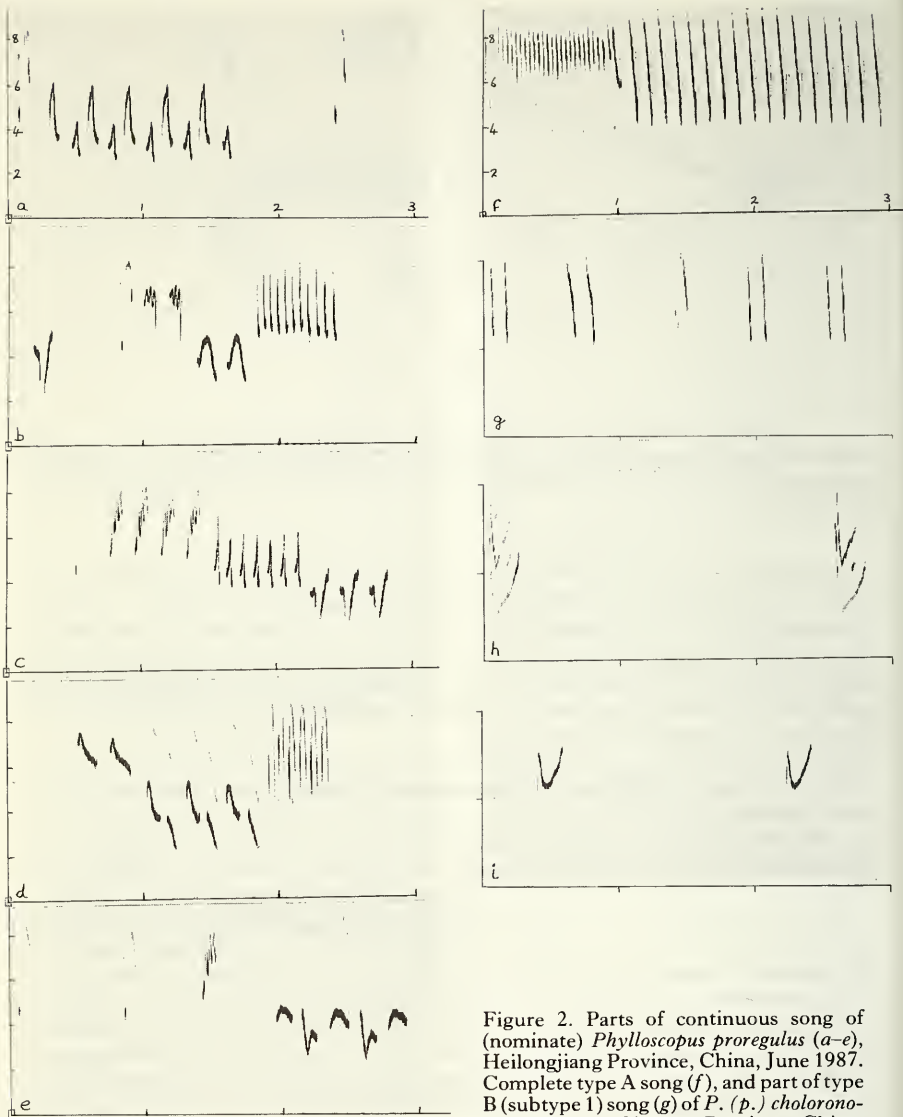 8
6
4
2
a
1
2
3
b
c
d
e
8
6
4
2
f
1
2
3
g
h
i
Figure 2. Parts of continuous song of
(nominate) Phylloscopus proregulus (a–e),
Heilongjiang Province, China, June 1987.
Complete type A song (f), and part of type
B (subtype 1) song (g) of P. (p.) cholorono-